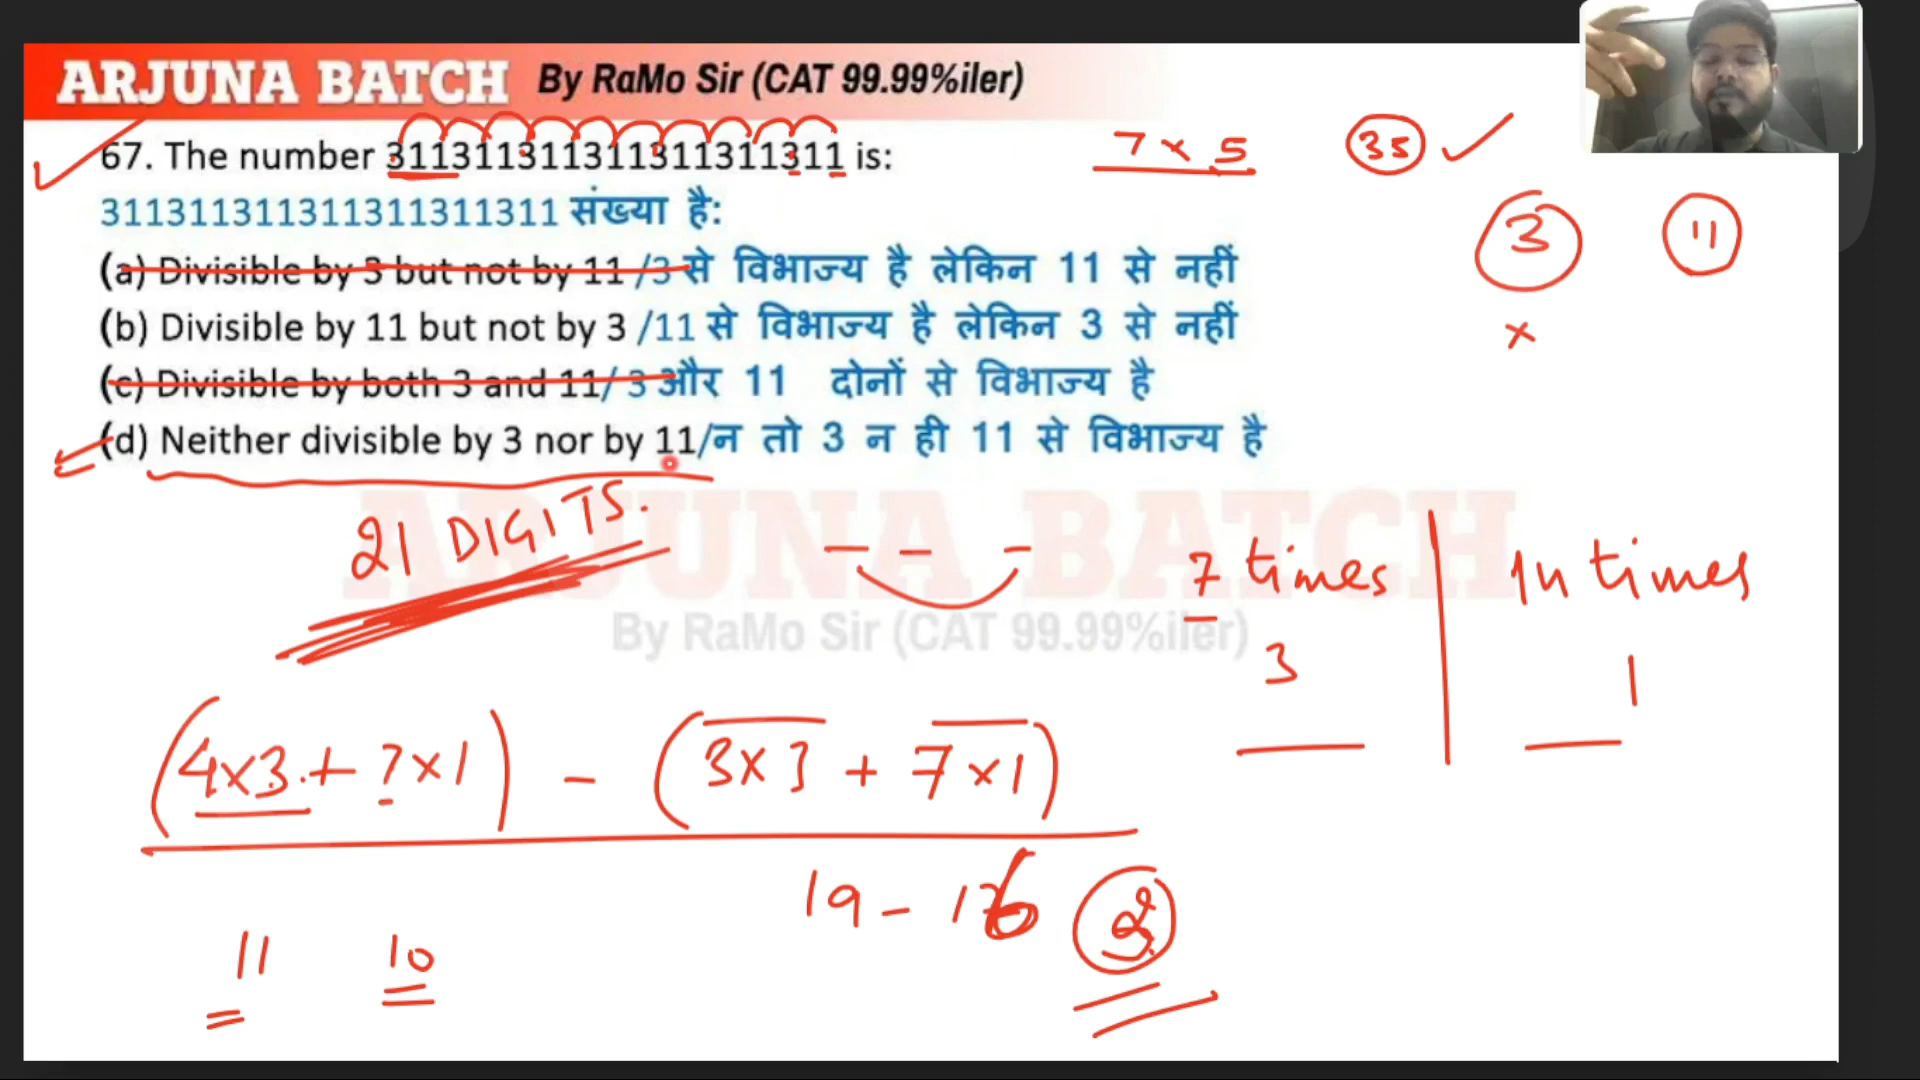 ARJUNA BATCH By RaMo Sir (CAT 99.99%iler)
67. The number 311311311311311311311 is:
7 × 5
35
311311311311311311311 संख्या है:
3
11
(a) Divisible by 3 but not by 11 /3 से विभाज्य है लेकिन 11 से नहीं
(b) Divisible by 11 but not by 3 /11 से विभाज्य है लेकिन 3 से नहीं
×
(c) Divisible by both 3 and 11/ 3 और 11 दोनों से विभाज्य है
(d) Neither divisible by 3 nor by 11/न तो 3 न ही 11 से विभाज्य है
ARJUNA BATCH
By RaMo Sir (CAT 99.99%iler)
21 DIGITS.
7 times
14 times
3
1
(4×3 + 7×1) - (3×3 + 7×1)
19 - 16
2
11
10